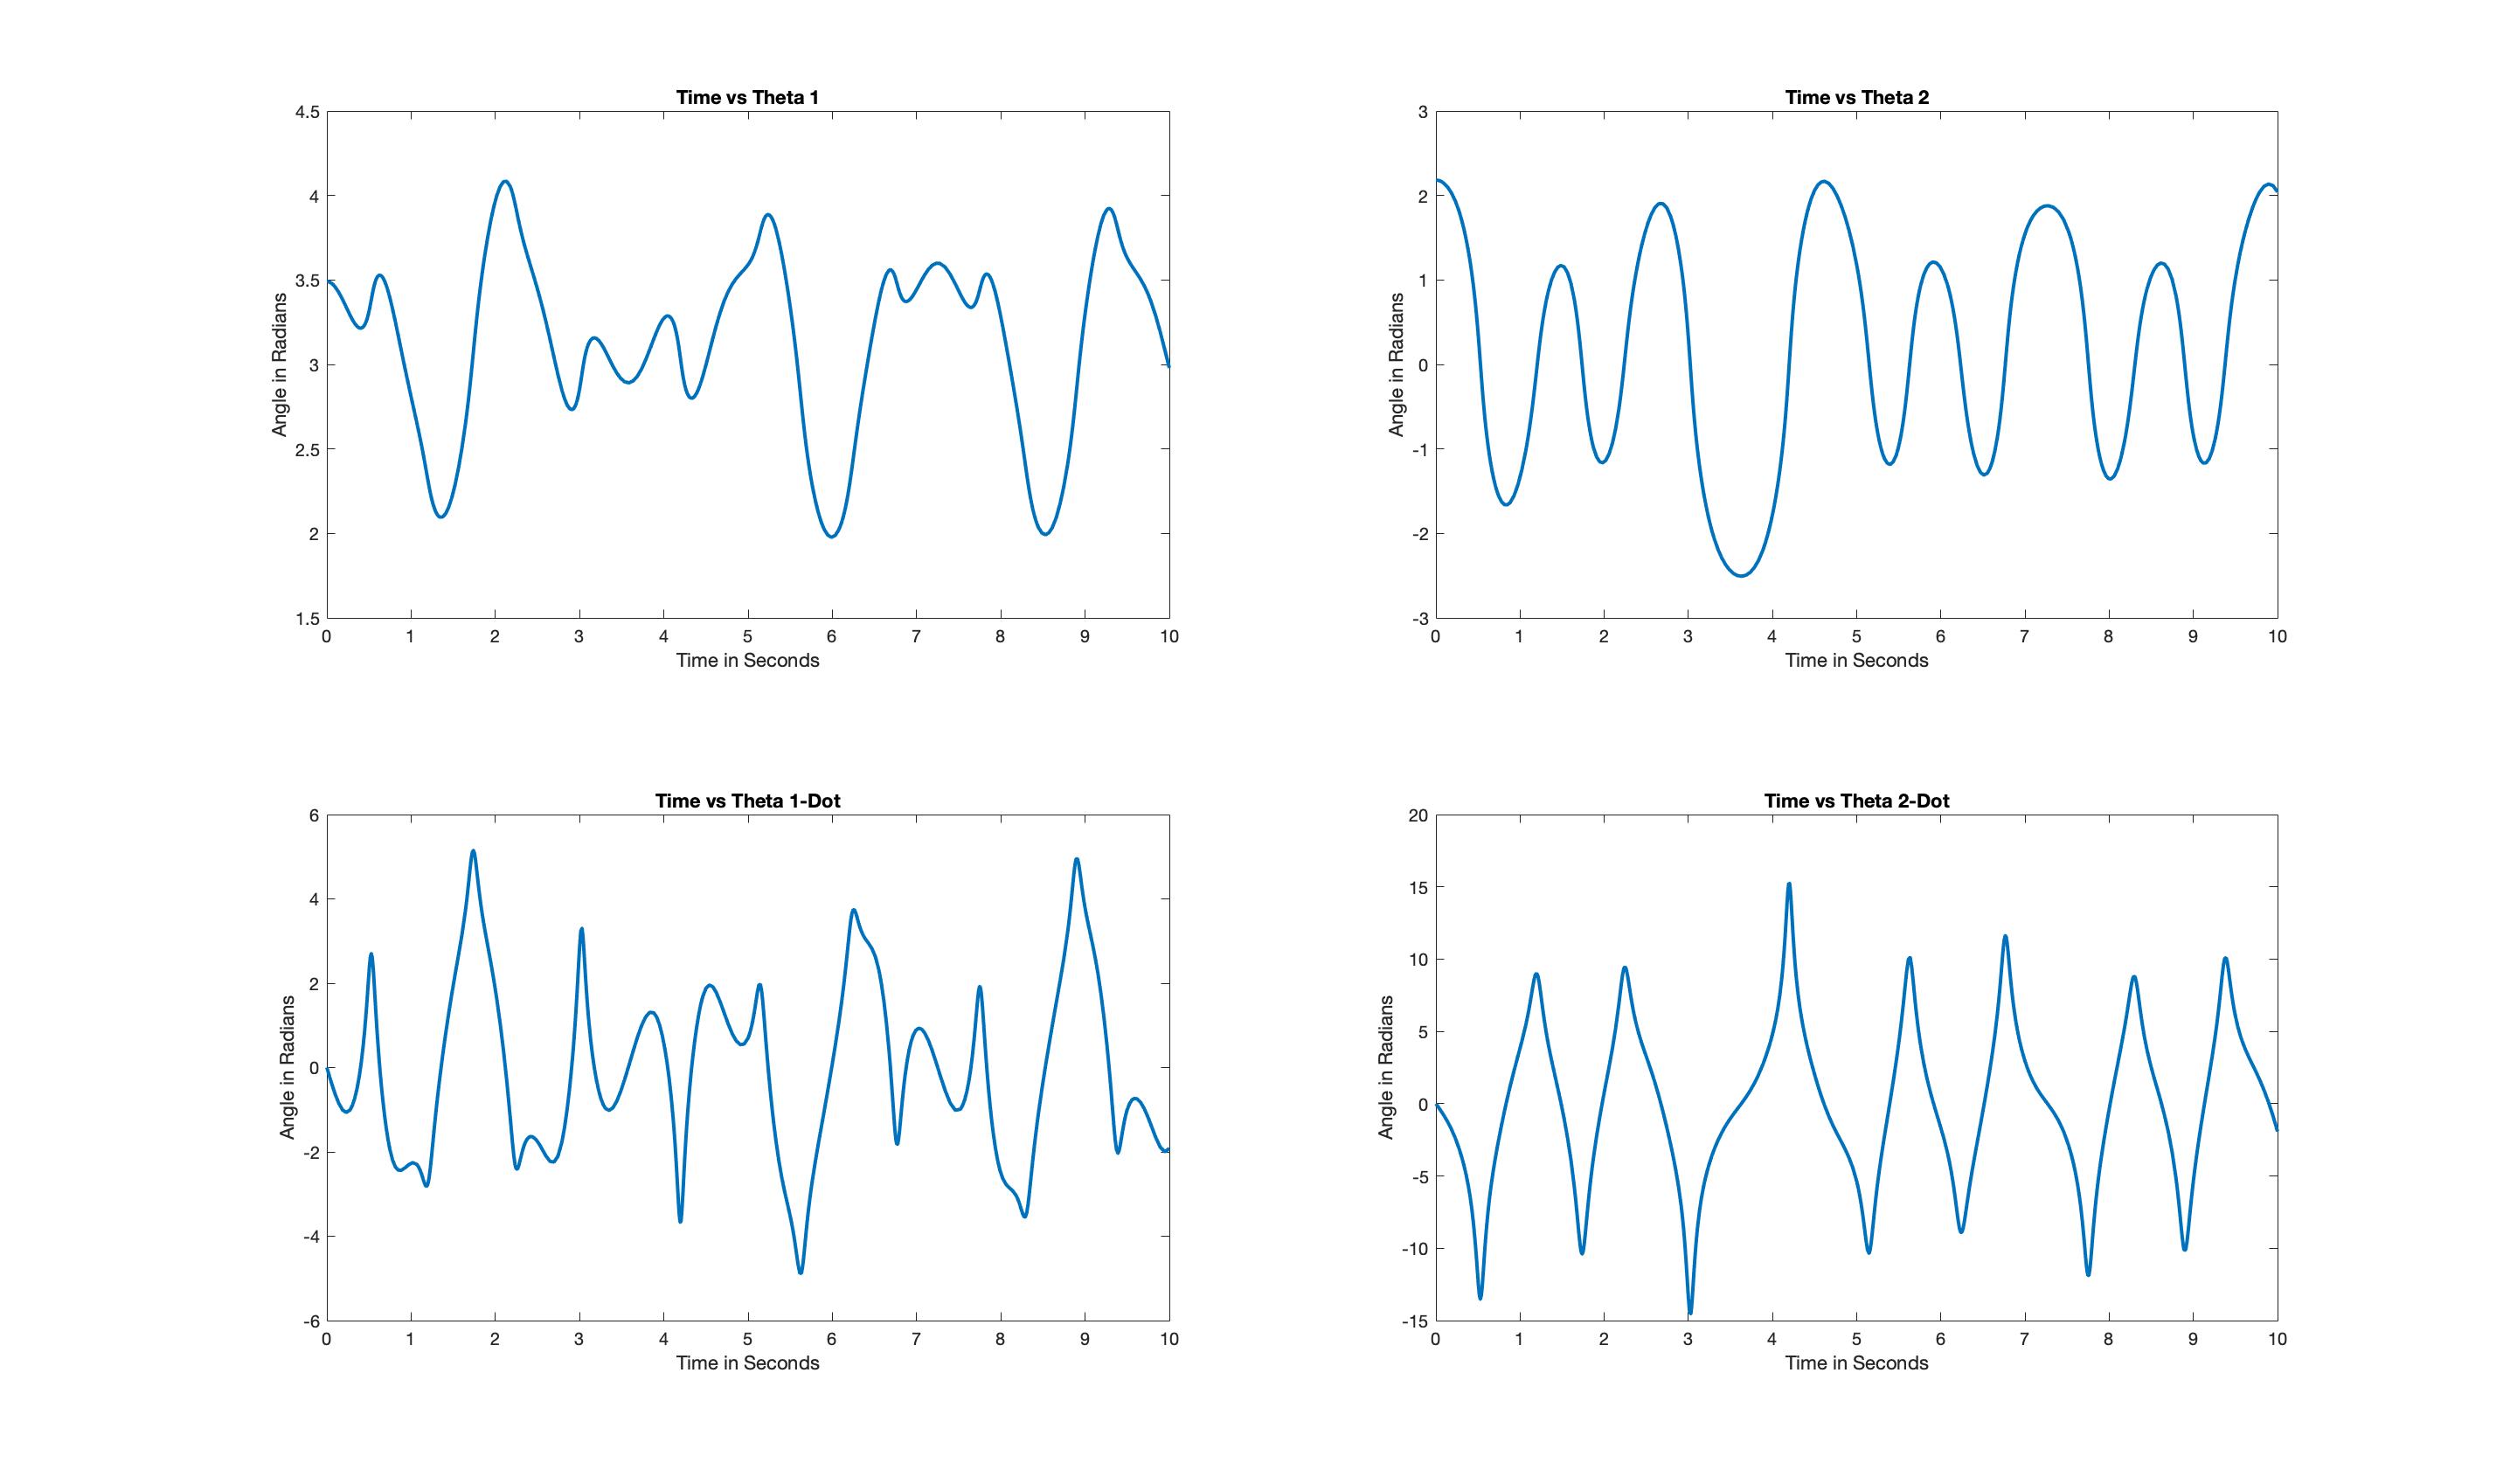 Time vs Theta 1
4.5
4
3.5
3
2.5
2
1.5
Angle in Radians
0 1 2 3 4 5 6 7 8 9 10
Time in Seconds
Time vs Theta 2
3
2
1
0
-1
-2
-3
Angle in Radians
0 1 2 3 4 5 6 7 8 9 10
Time in Seconds
Time vs Theta 1-Dot
6
4
2
0
-2
-4
-6
Angle in Radians
0 1 2 3 4 5 6 7 8 9 10
Time in Seconds
Time vs Theta 2-Dot
20
15
10
5
0
-5
-10
-15
Angle in Radians
0 1 2 3 4 5 6 7 8 9 10
Time in Seconds